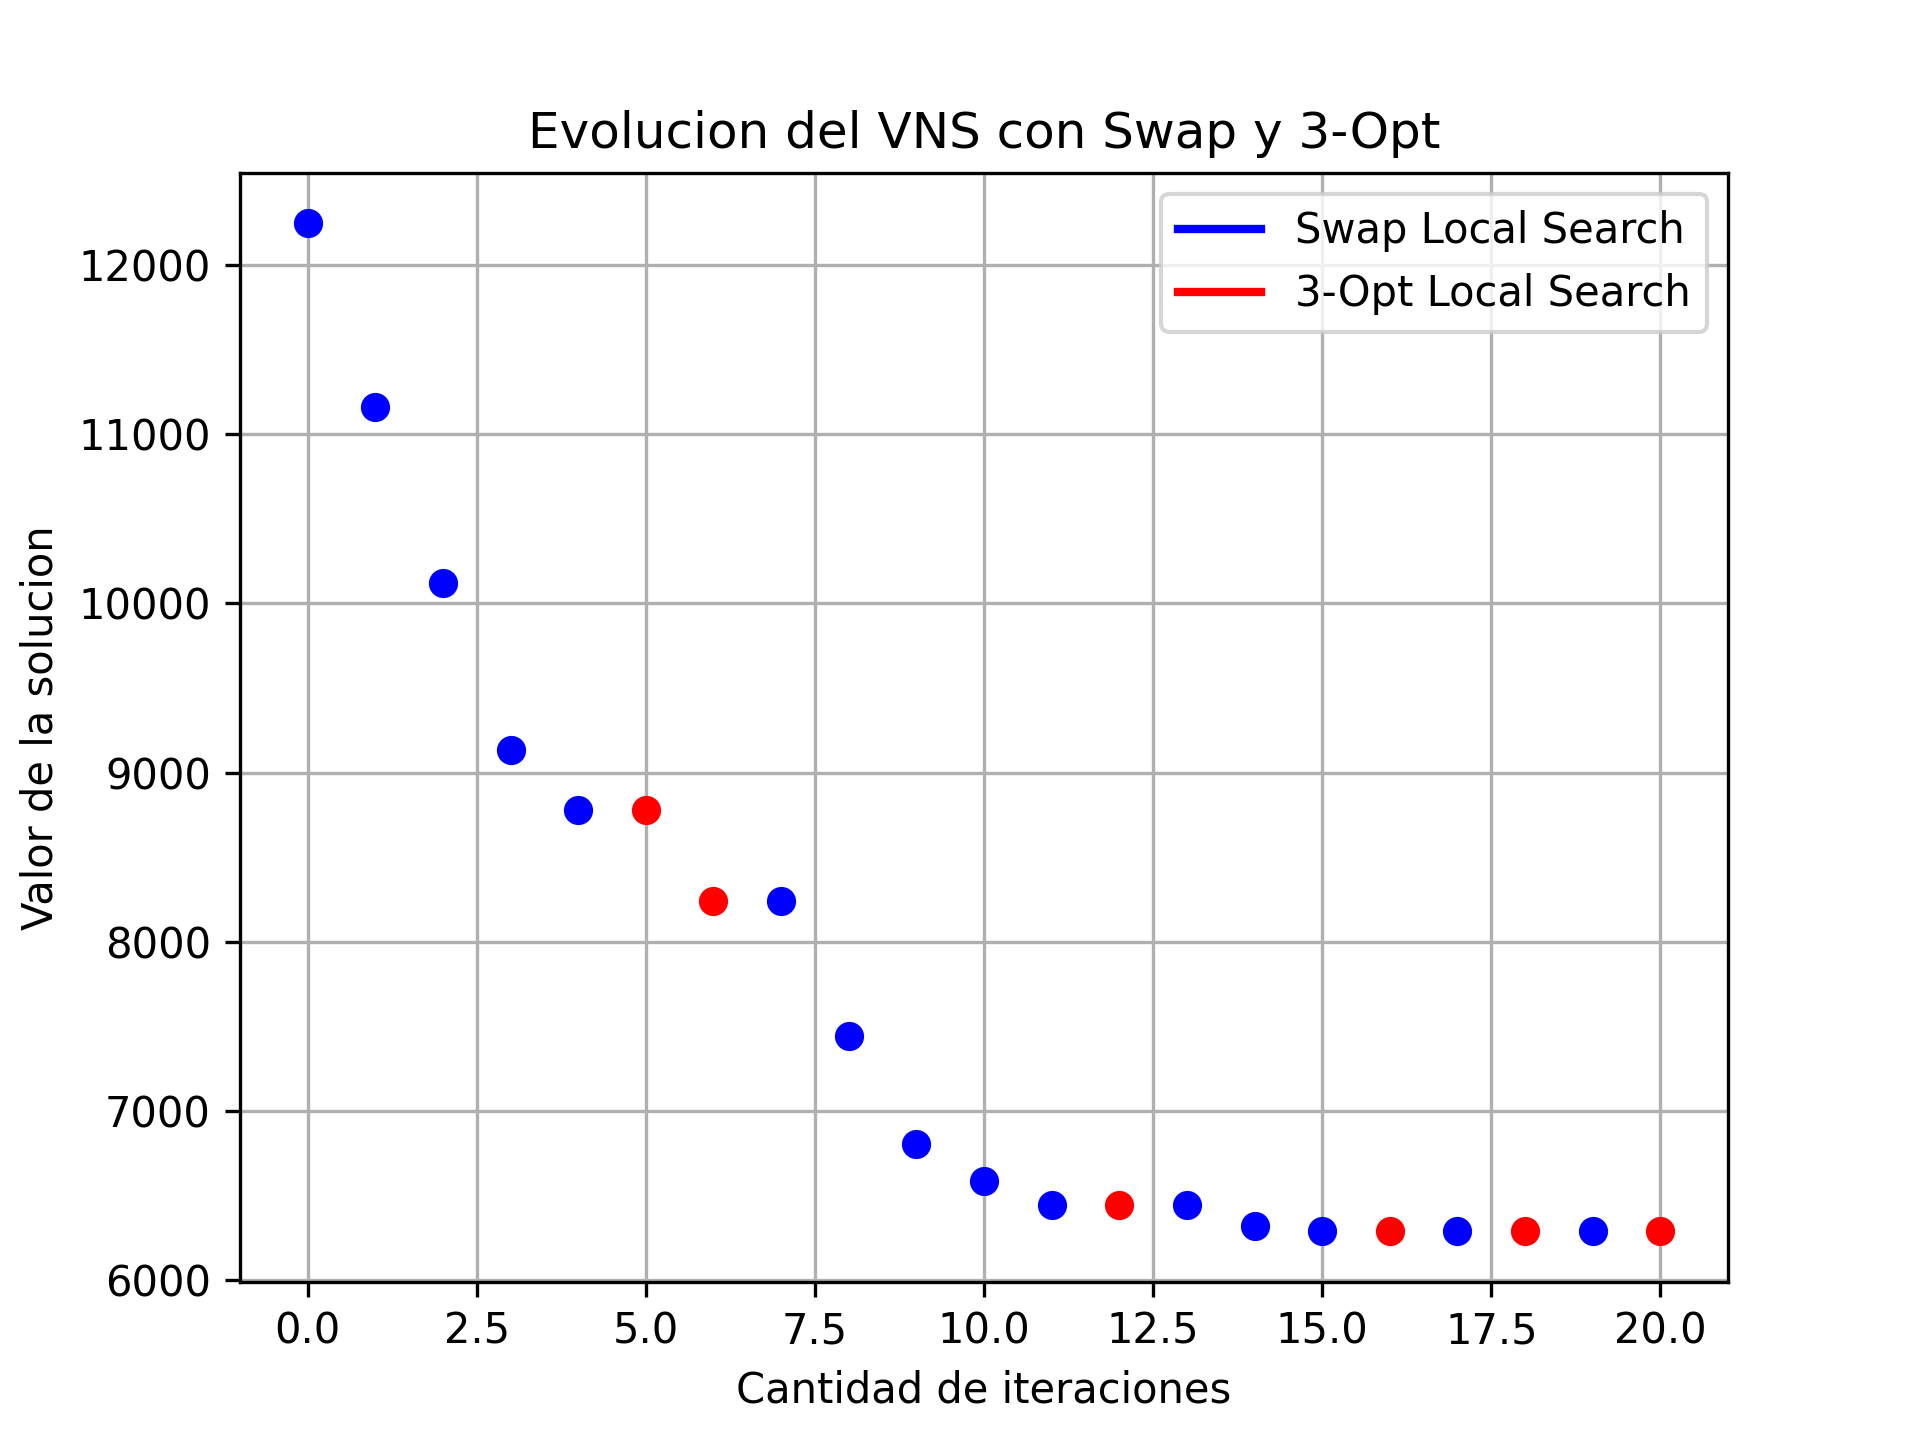 Evolucion del VNS con Swap y 3-Opt
Swap Local Search
3-Opt Local Search
Valor de la solucion
12000
11000
10000
9000
8000
7000
6000
0.0 2.5 5.0 7.5 10.0 12.5 15.0 17.5 20.0
Cantidad de iteraciones